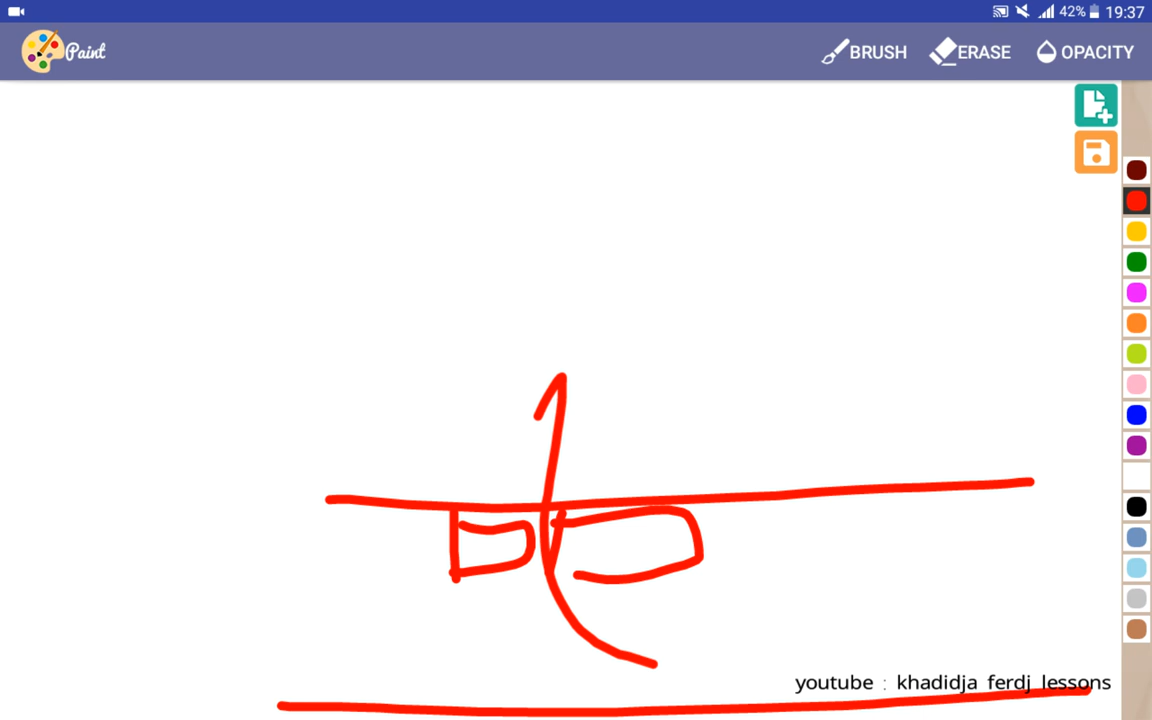 42% 19:37
Paint BRUSH ERASE OPACITY
youtube : khadidja ferdj lessons